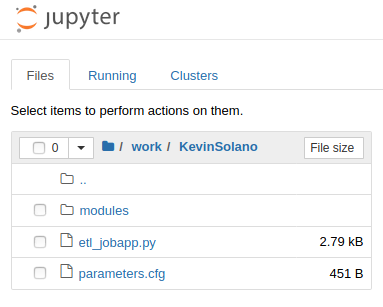 jupyter
Files Running Clusters
Select items to perform actions on them.
0 / work / KevinSolano File size
..
modules
etl_jobapp.py 2.79 kB
parameters.cfg 451 B